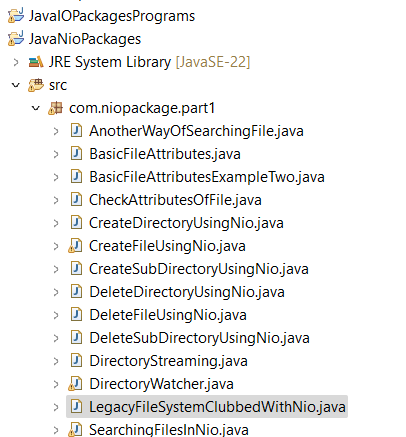 JavaIOPackagesPrograms
JavaNioPackages
JRE System Library [JavaSE-22]
src
com.niopackage.part1
AnotherWayOfSearchingFile.java
BasicFileAttributes.java
BasicFileAttributesExampleTwo.java
CheckAttributesOfFile.java
CreateDirectoryUsingNio.java
CreateFileUsingNio.java
CreateSubDirectoryUsingNio.java
DeleteDirectoryUsingNio.java
DeleteFileUsingNio.java
DeleteSubDirectoryUsingNio.java
DirectoryStreaming.java
DirectoryWatcher.java
LegacyFileSystemClubbedWithNio.java
SearchingFilesInNio.java